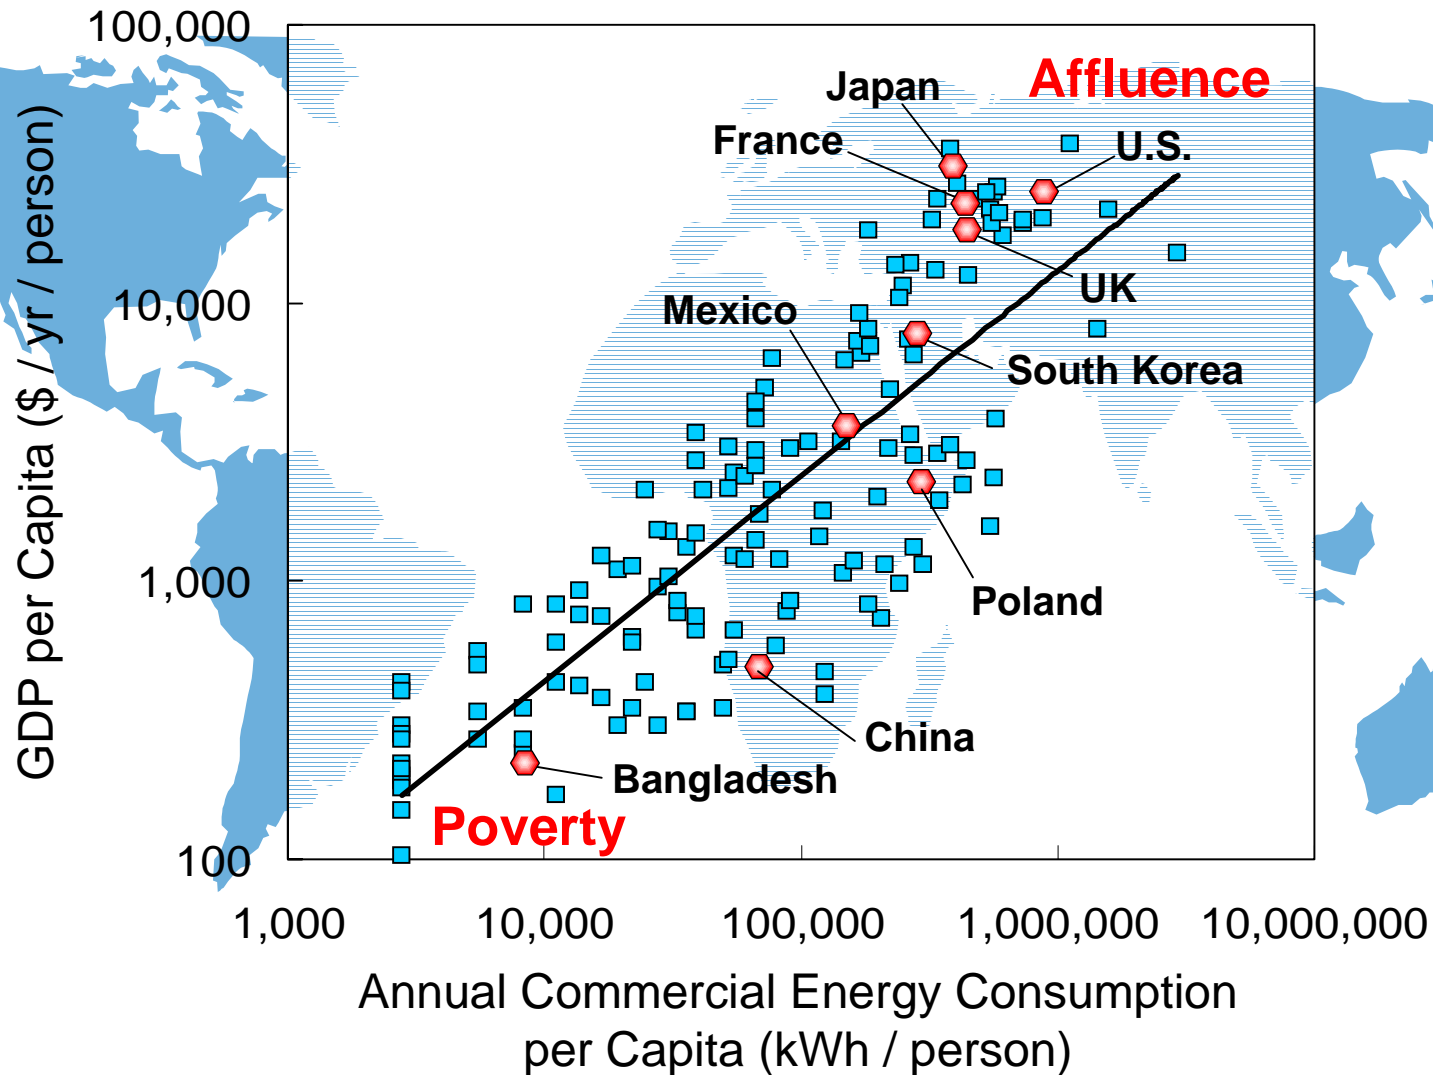 100,000
Affluence
Japan
France
U.S.
GDP per Capita ($ / yr / person)
UK
10,000
Mexico
South Korea
1,000
Poland
China
Bangladesh
Poverty
100
1,000
10,000
100,000
1,000,000
10,000,000
Annual Commercial Energy Consumption
per Capita (kWh / person)